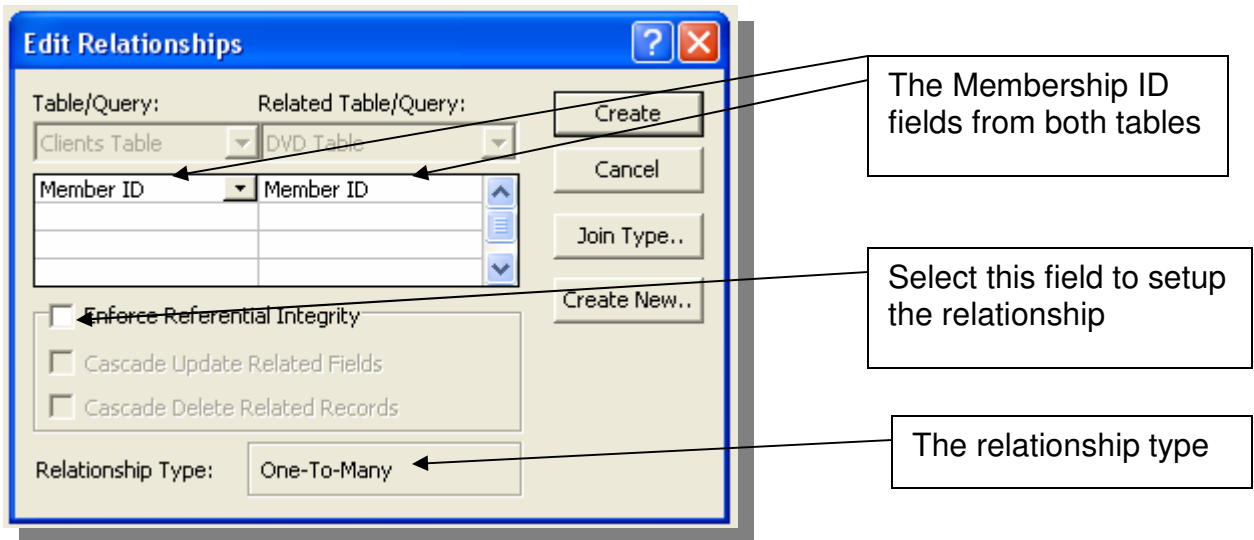 Edit Relationships
Table/Query:
Related Table/Query:
Clients Table
DVD Table
Member ID
Member ID
Enforce Referential Integrity
Cascade Update Related Fields
Cascade Delete Related Records
Relationship Type:
One-To-Many
Create
Cancel
Join Type..
Create New..
The Membership ID
fields from both tables
Select this field to setup
the relationship
The relationship type